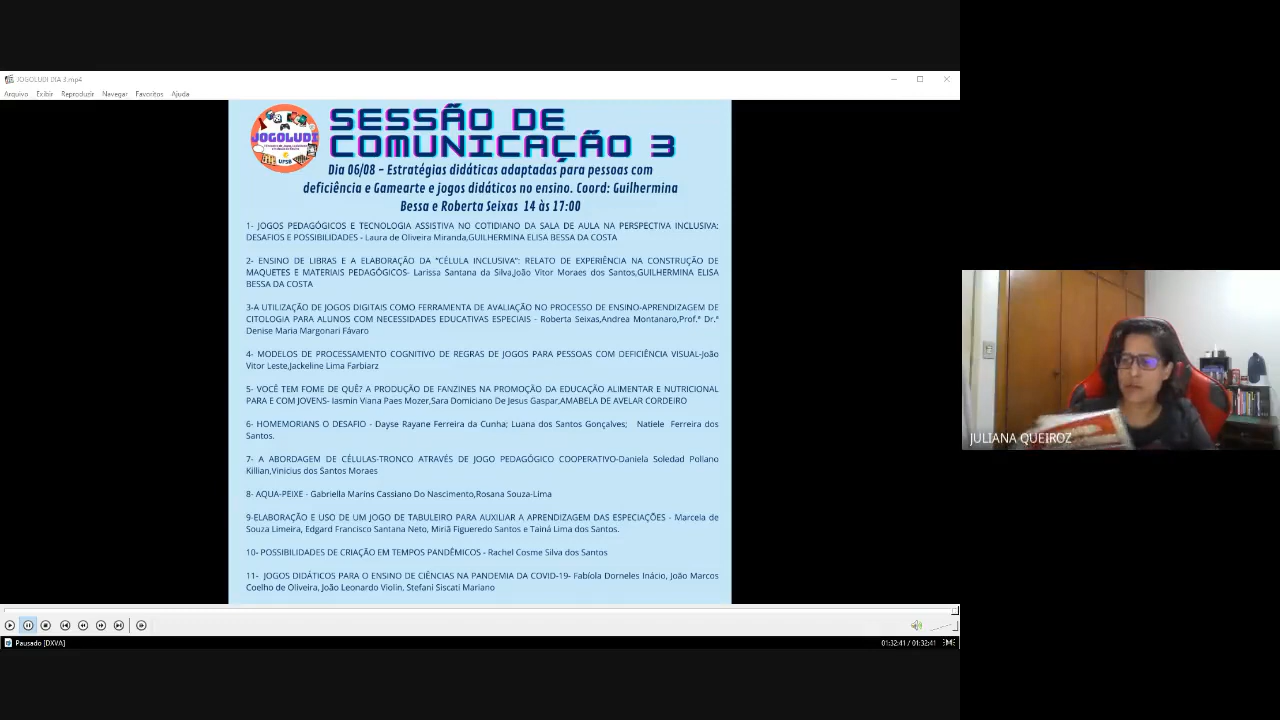 JOGOLUDI DIA 3.mp4
Arquivo Exibir Reproduzir Navegar Favoritos Ajuda
JOGOLUDI
UFSB
SESSÃO DE
COMUNICAÇÃO 3
Dia 06/08 - Estratégias didáticas adaptadas para pessoas com
deficiência e Gamearte e jogos didáticos no ensino. Coord: Guilhermina
Bessa e Roberta Seixas 14 às 17:00
1- JOGOS PEDAGÓGICOS E TECNOLOGIA ASSISTIVA NO COTIDIANO DA SALA DE AULA NA PERSPECTIVA INCLUSIVA:
DESAFIOS E POSSIBILIDADES - Laura de Oliveira Miranda,GUILHERMINA ELISA BESSA DA COSTA
2- ENSINO DE LIBRAS E A ELABORAÇÃO DA "CÉLULA INCLUSIVA": RELATO DE EXPERIÊNCIA NA CONSTRUÇÃO DE
MAQUETES E MATERIAIS PEDAGÓGICOS- Larissa Santana da Silva,João Vitor Moraes dos Santos,GUILHERMINA ELISA
BESSA DA COSTA
3-A UTILIZAÇÃO DE JOGOS DIGITAIS COMO FERRAMENTA DE AVALIAÇÃO NO PROCESSO DE ENSINO-APRENDIZAGEM DE
CITOLOGIA PARA ALUNOS COM NECESSIDADES EDUCATIVAS ESPECIAIS - Roberta Seixas,Andrea Montanaro,Prof.ª Dr.ª
Denise Maria Margonari Fávaro
4- MODELOS DE PROCESSAMENTO COGNITIVO DE REGRAS DE JOGOS PARA PESSOAS COM DEFICIÊNCIA VISUAL-João
Vitor Leste,Jackeline Lima Farbiarz
5- VOCÊ TEM FOME DE QUÊ? A PRODUÇÃO DE FANZINES NA PROMOÇÃO DA EDUCAÇÃO ALIMENTAR E NUTRICIONAL
PARA E COM JOVENS- Iasmin Viana Paes Mozer,Sara Domiciano De Jesus Gaspar,AMABELA DE AVELAR CORDEIRO
6- HOMEMORIANS O DESAFIO - Dayse Rayane Ferreira da Cunha; Luana dos Santos Gonçalves; Natiele Ferreira dos
Santos.
7- A ABORDAGEM DE CÉLULAS-TRONCO ATRAVÉS DE JOGO PEDAGÓGICO COOPERATIVO-Daniela Soledad Poliano
Killian,Vinicius dos Santos Moraes
8- AQUA-PEIXE - Gabriella Marins Cassiano Do Nascimento,Rosana Souza-Lima
9-ELABORAÇÃO E USO DE UM JOGO DE TABULEIRO PARA AUXILIAR A APRENDIZAGEM DAS ESPECIAÇÕES - Marcela de
Souza Limeira, Edgard Francisco Santana Neto, Miriã Figueredo Santos e Tainá Lima dos Santos.
10- POSSIBILIDADES DE CRIAÇÃO EM TEMPOS PANDÊMICOS - Rachel Cosme Silva dos Santos
11- JOGOS DIDÁTICOS PARA O ENSINO DE CIÊNCIAS NA PANDEMIA DA COVID-19- Fabíola Dorneles Inácio, João Marcos
Coelho de Oliveira, João Leonardo Violin, Stefani Siscati Mariano
Pausado [DXVA]
01:32:41 / 01:32:41
JULIANA QUEIROZ